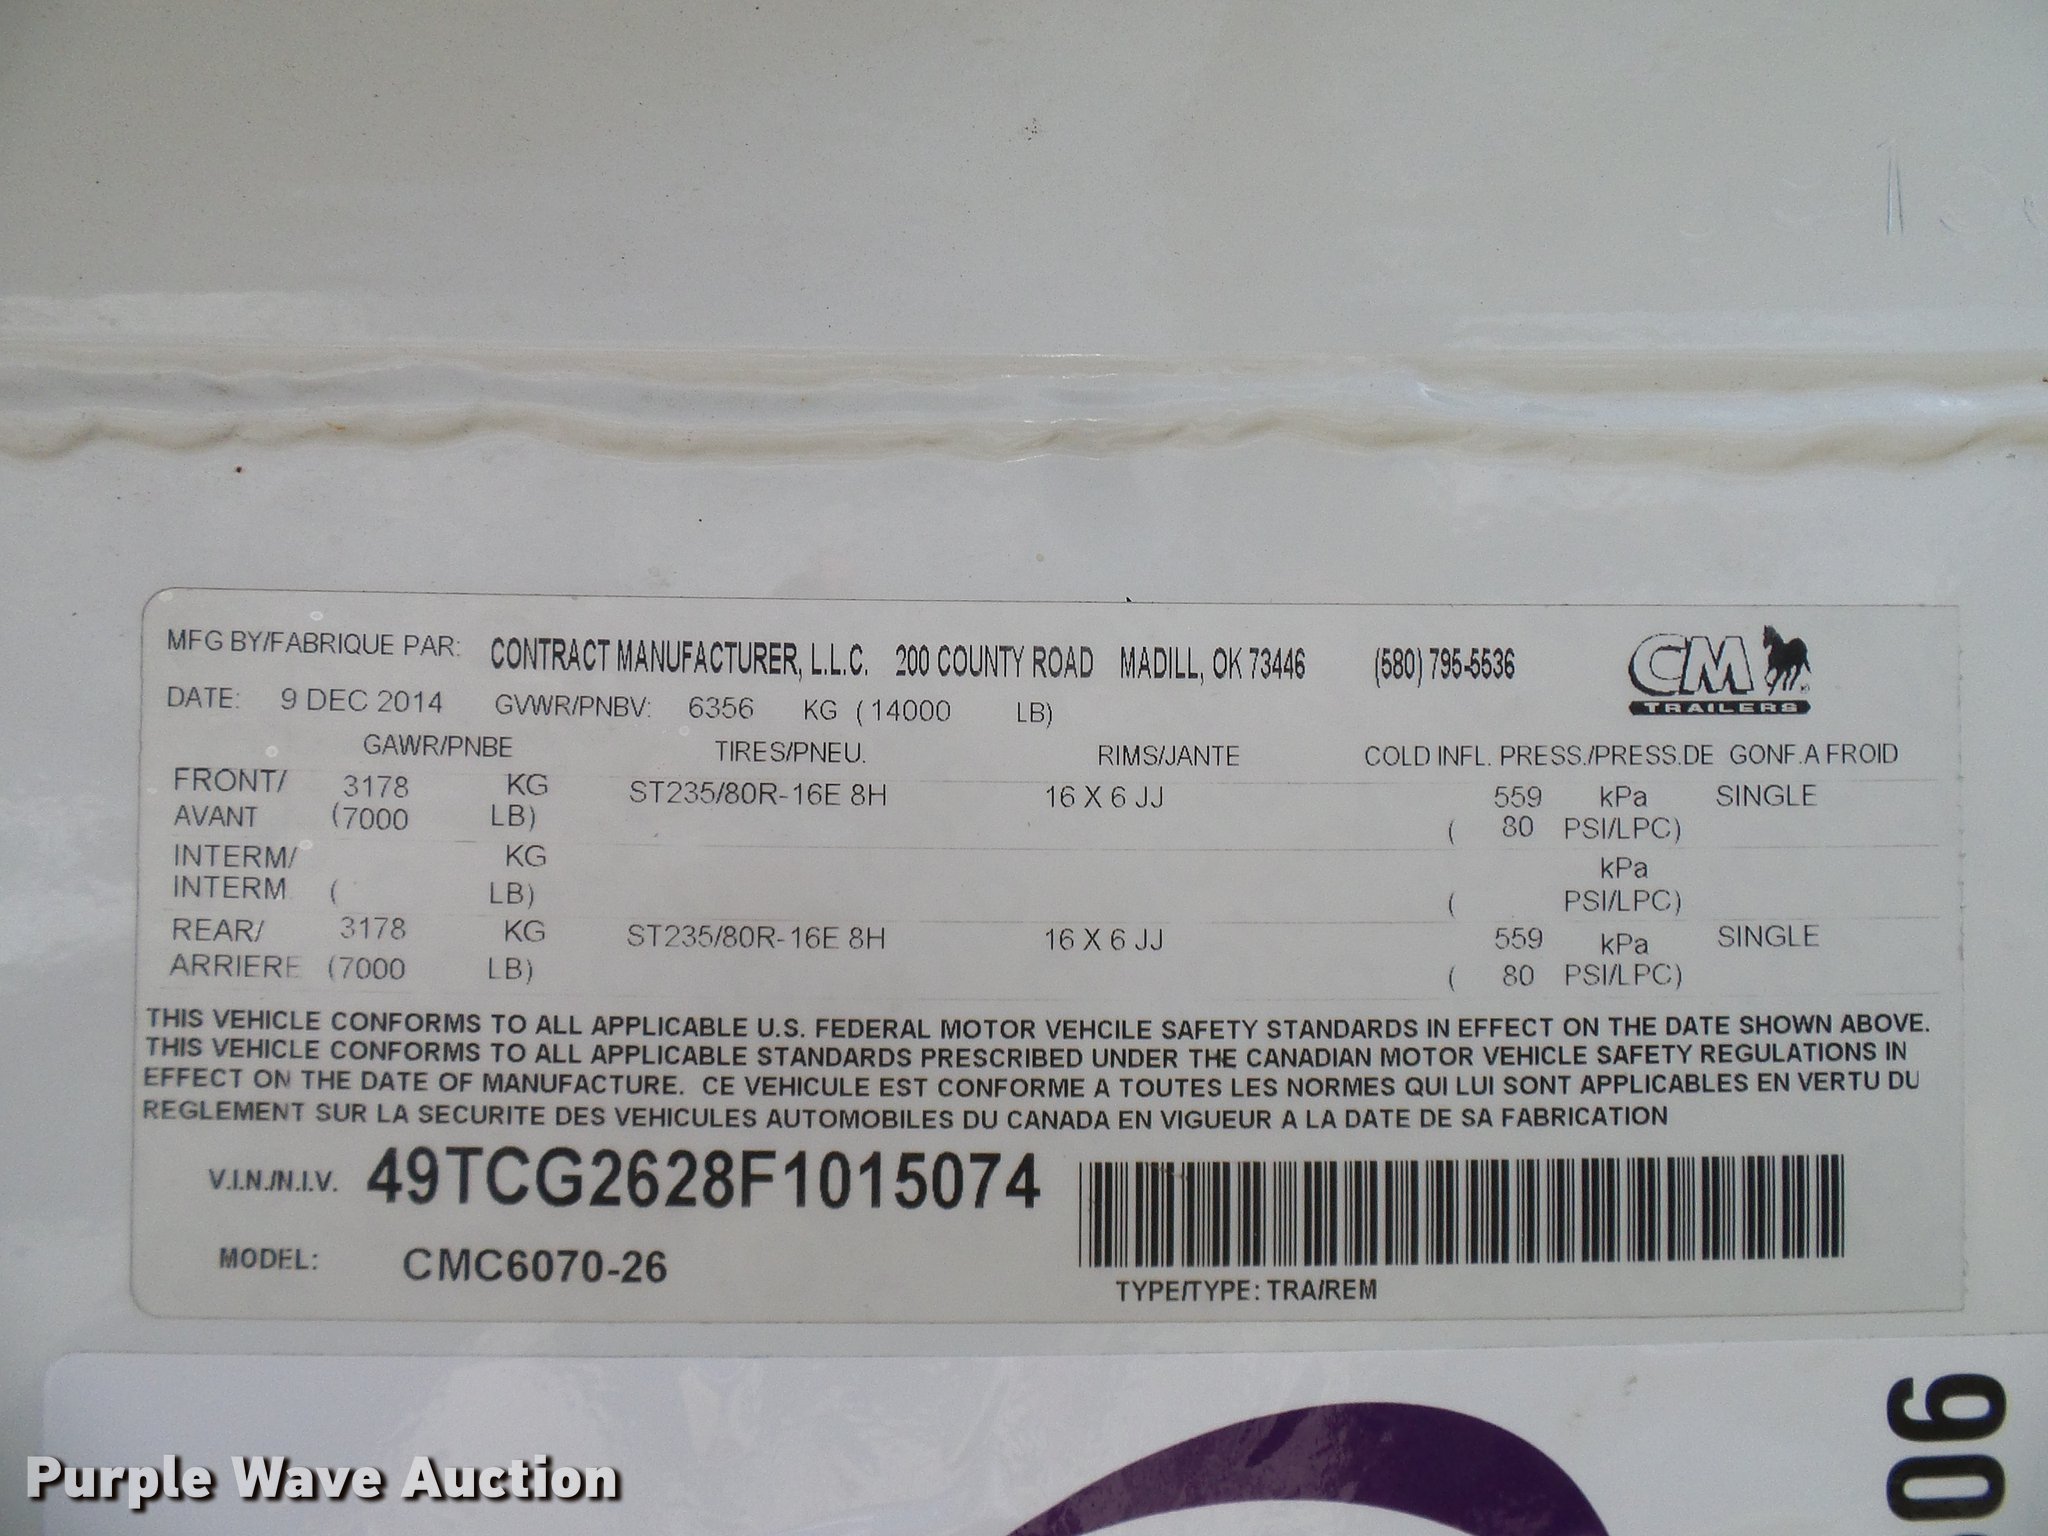 MFG BY/FABRIQUE PAR: CONTRACT MANUFACTURER, L.L.C. 200 COUNTY ROAD MADILL, OK 73446 (580) 795-5536
CM
TRAILERS
DATE: 9 DEC 2014 GVWR/PNBV: 6356 KG (14000 LB)
GAWR/PNBE TIRES/PNEU. RIMS/JANTE COLD INFL. PRESS./PRESS.DE GONF.A FROID
FRONT/ 3178 KG ST235/80R-16E 8H 16 X 6 JJ 559 kPa SINGLE
AVANT (7000 LB) ( 80 PSI/LPC)
INTERM/ KG kPa
INTERM ( LB) ( PSI/LPC)
REAR/ 3178 KG ST235/80R-16E 8H 16 X 6 JJ 559 kPa SINGLE
ARRIERE (7000 LB) ( 80 PSI/LPC)
THIS VEHICLE CONFORMS TO ALL APPLICABLE U.S. FEDERAL MOTOR VEHCILE SAFETY STANDARDS IN EFFECT ON THE DATE SHOWN ABOVE.
THIS VEHICLE CONFORMS TO ALL APPLICABLE STANDARDS PRESCRIBED UNDER THE CANADIAN MOTOR VEHICLE SAFETY REGULATIONS IN
EFFECT ON THE DATE OF MANUFACTURE. CE VEHICULE EST CONFORME A TOUTES LES NORMES QUI LUI SONT APPLICABLES EN VERTU DU
REGLEMENT SUR LA SECURITE DES VEHICULES AUTOMOBILES DU CANADA EN VIGUEUR A LA DATE DE SA FABRICATION
V.I.N./N.I.V. 49TCG2628F1015074
MODEL: CMC6070-26
TYPE/TYPE: TRA/REM
Purple Wave Auction